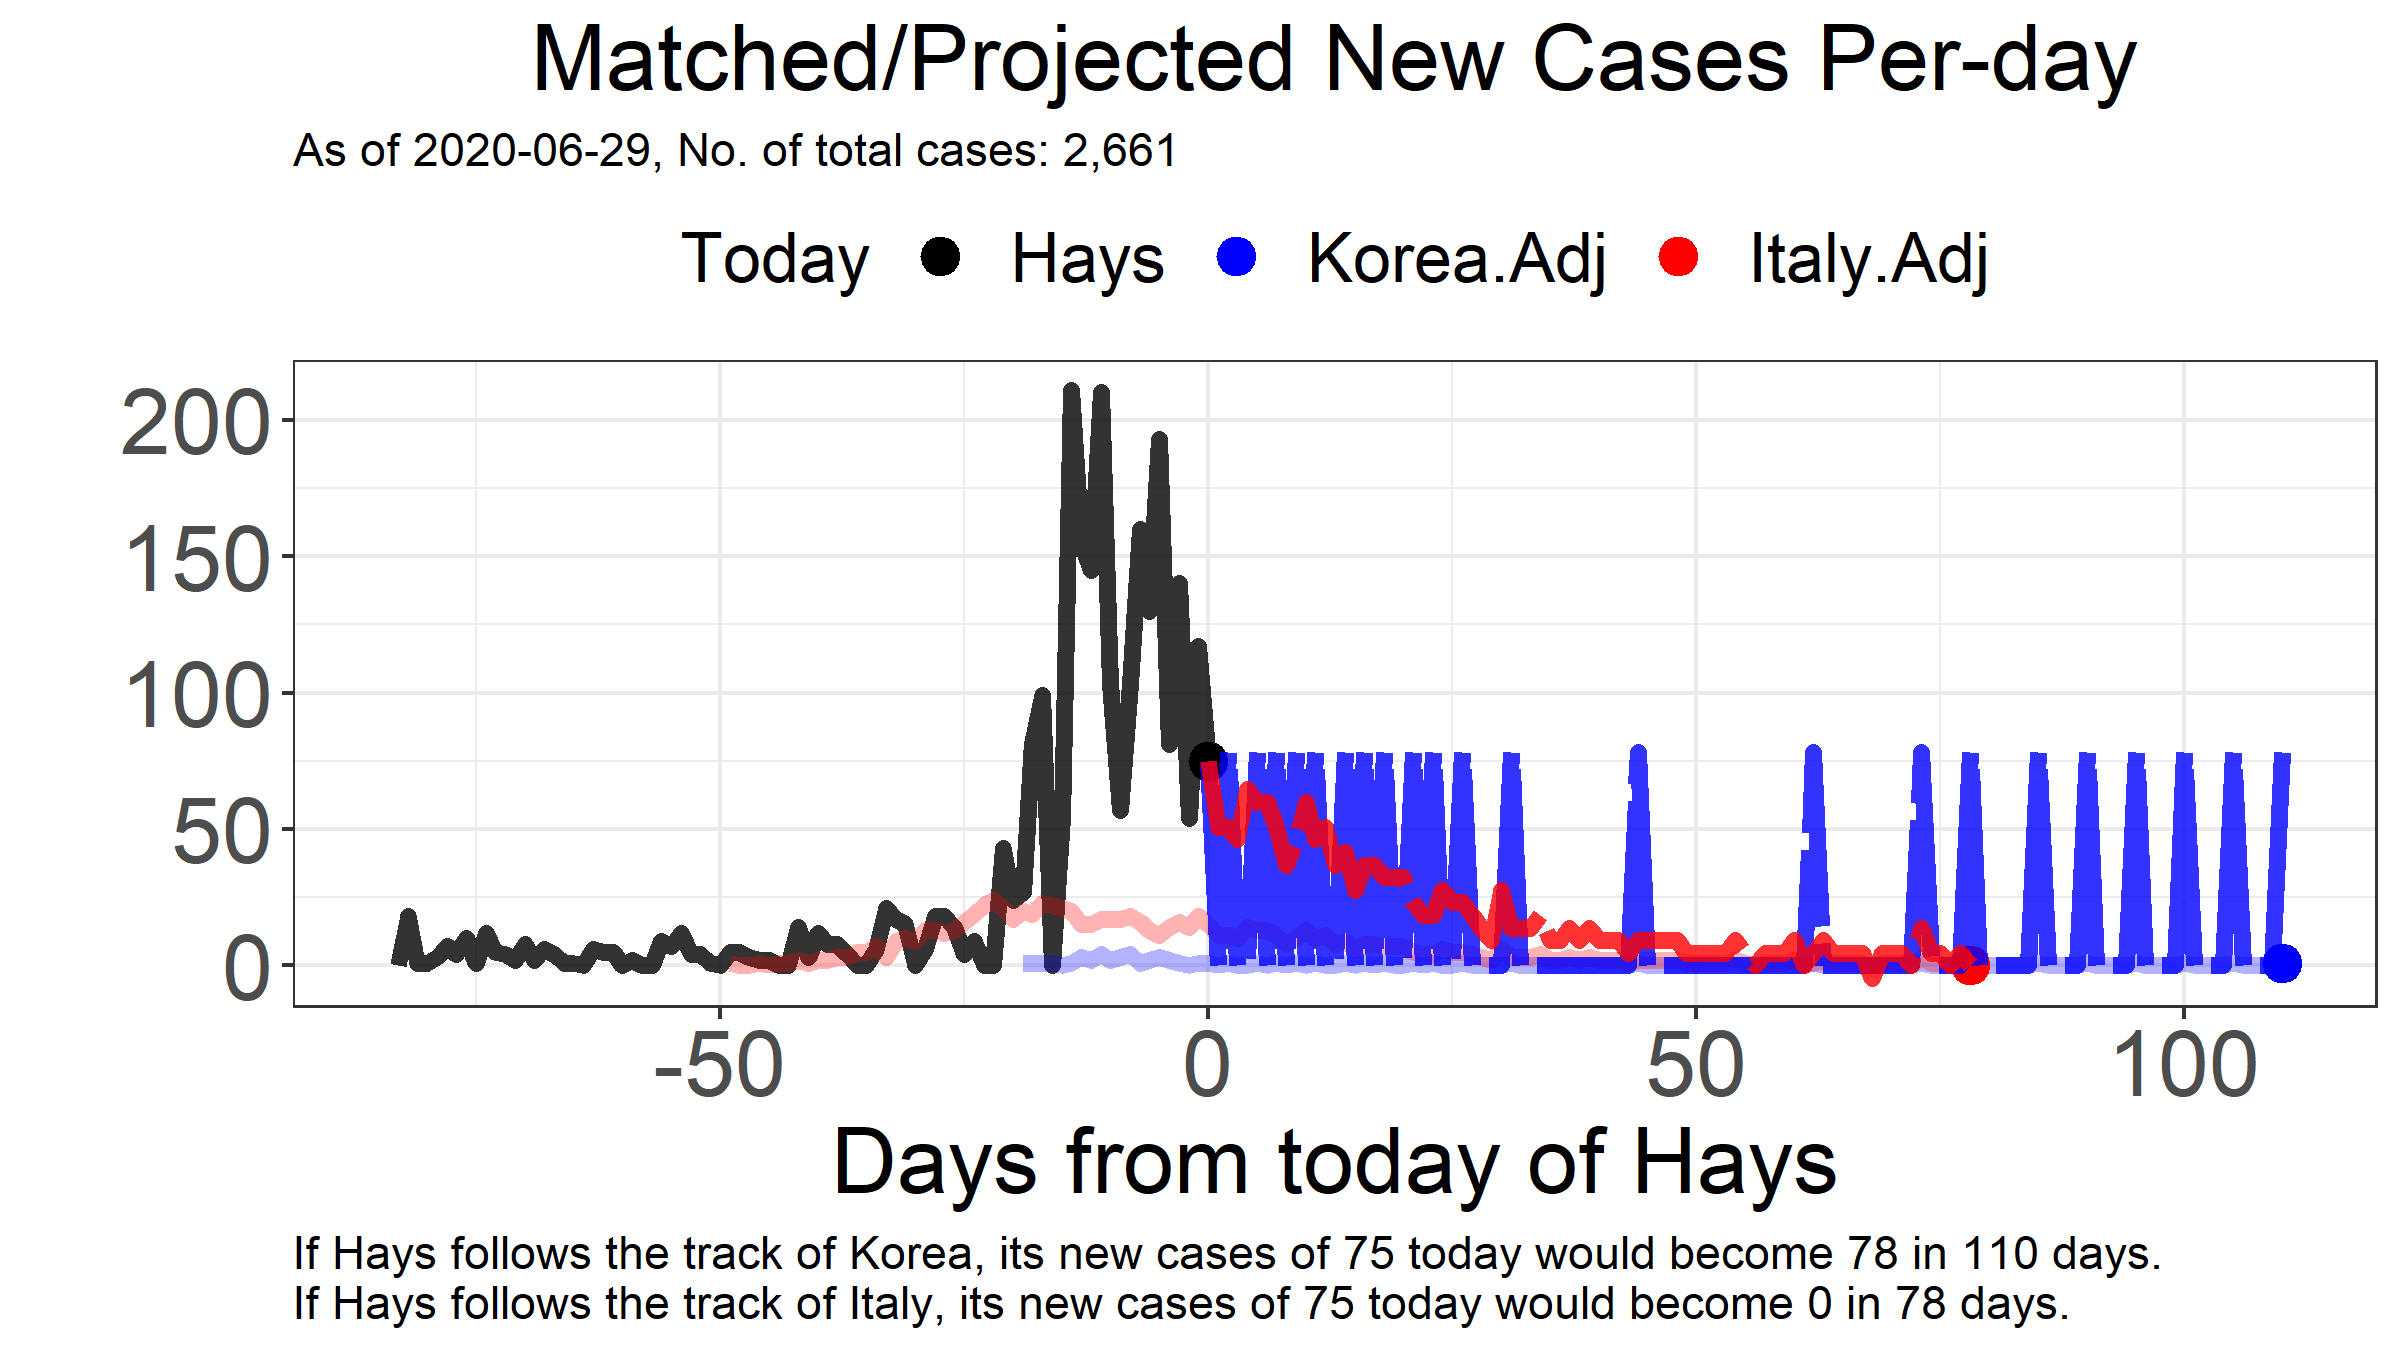 Matched/Projected New Cases Per-day
As of 2020-06-29, No. of total cases: 2,661
Today Hays Korea.Adj Italy.Adj
200
150
100
50
0
-50 0 50 100
Days from today of Hays
If Hays follows the track of Korea, its new cases of 75 today would become 78 in 110 days.
If Hays follows the track of Italy, its new cases of 75 today would become 0 in 78 days.